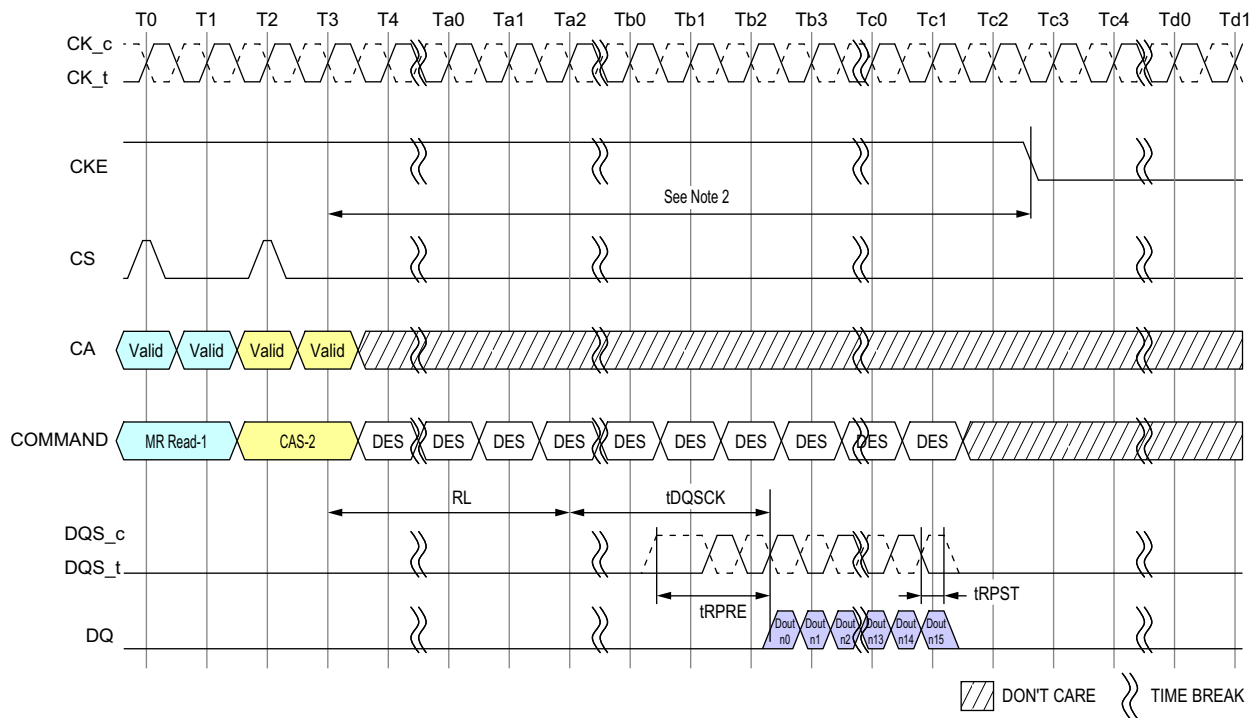 T0 T1 T2 T3 T4 Ta0 Ta1 Ta2 Tb0 Tb1 Tb2 Tb3 Tc0 Tc1 Tc2 Tc3 Tc4 Td0 Td1
CK_c
CK_t
CKE
See Note 2
CS
CA Valid Valid Valid Valid
COMMAND MR Read-1 CAS-2 DES DES DES DES DES DES DES DES DES DES
RL tDQSCK
DQS_c
DQS_t
tRPRE tRPST
DQ Dout n0 Dout n1 Dout n2 Dout n13 Dout n14 Dout n15
DON'T CARE TIME BREAK